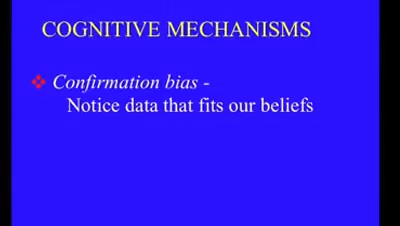 COGNITIVE MECHANISMS
Confirmation bias -
Notice data that fits our beliefs